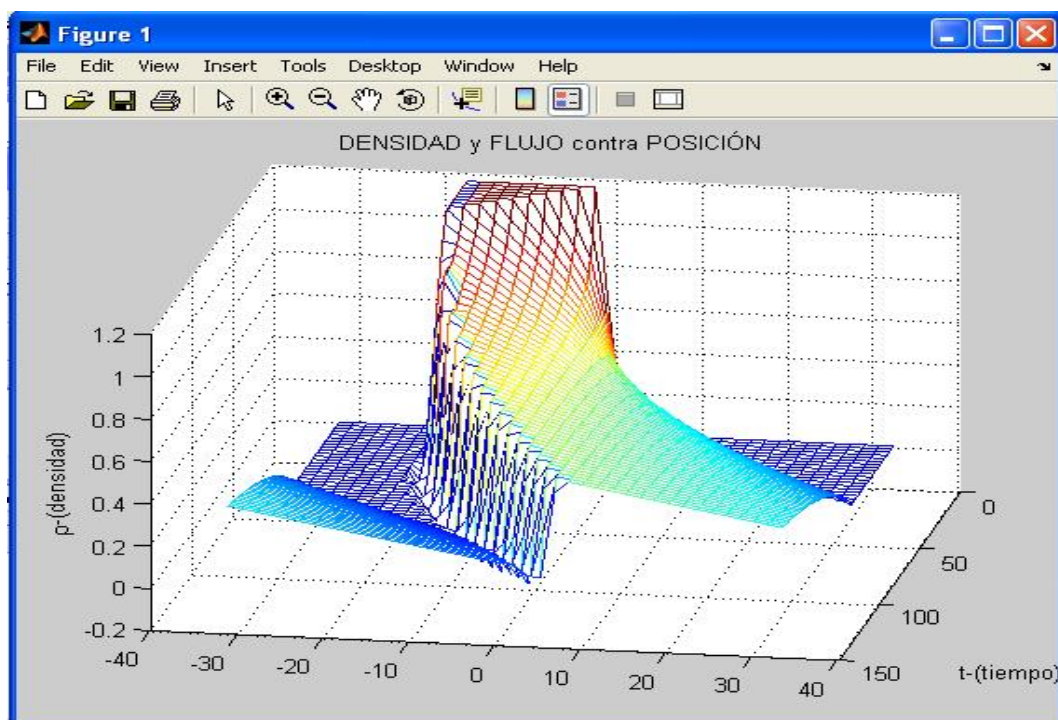 Figure 1
File Edit View Insert Tools Desktop Window Help
DENSIDAD y FLUJO contra POSICIÓN
1.2
1
0.8
0.6
0.4
0.2
0
-0.2
ρ-(densidad)
-40 -30 -20 -10 0 10 20 30 40
0
50
100
150
t-(tiempo)